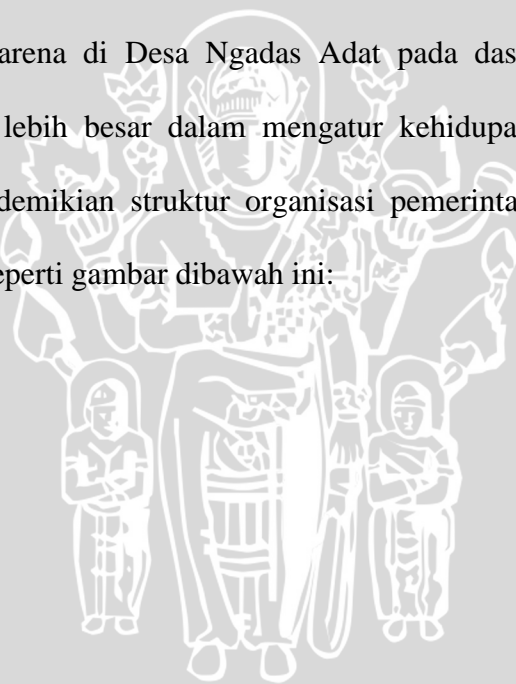 arena di Desa Ngadas Adat pada das
lebih besar dalam mengatur kehidupa
demikian struktur organisasi pemerinta
eperti gambar dibawah ini: